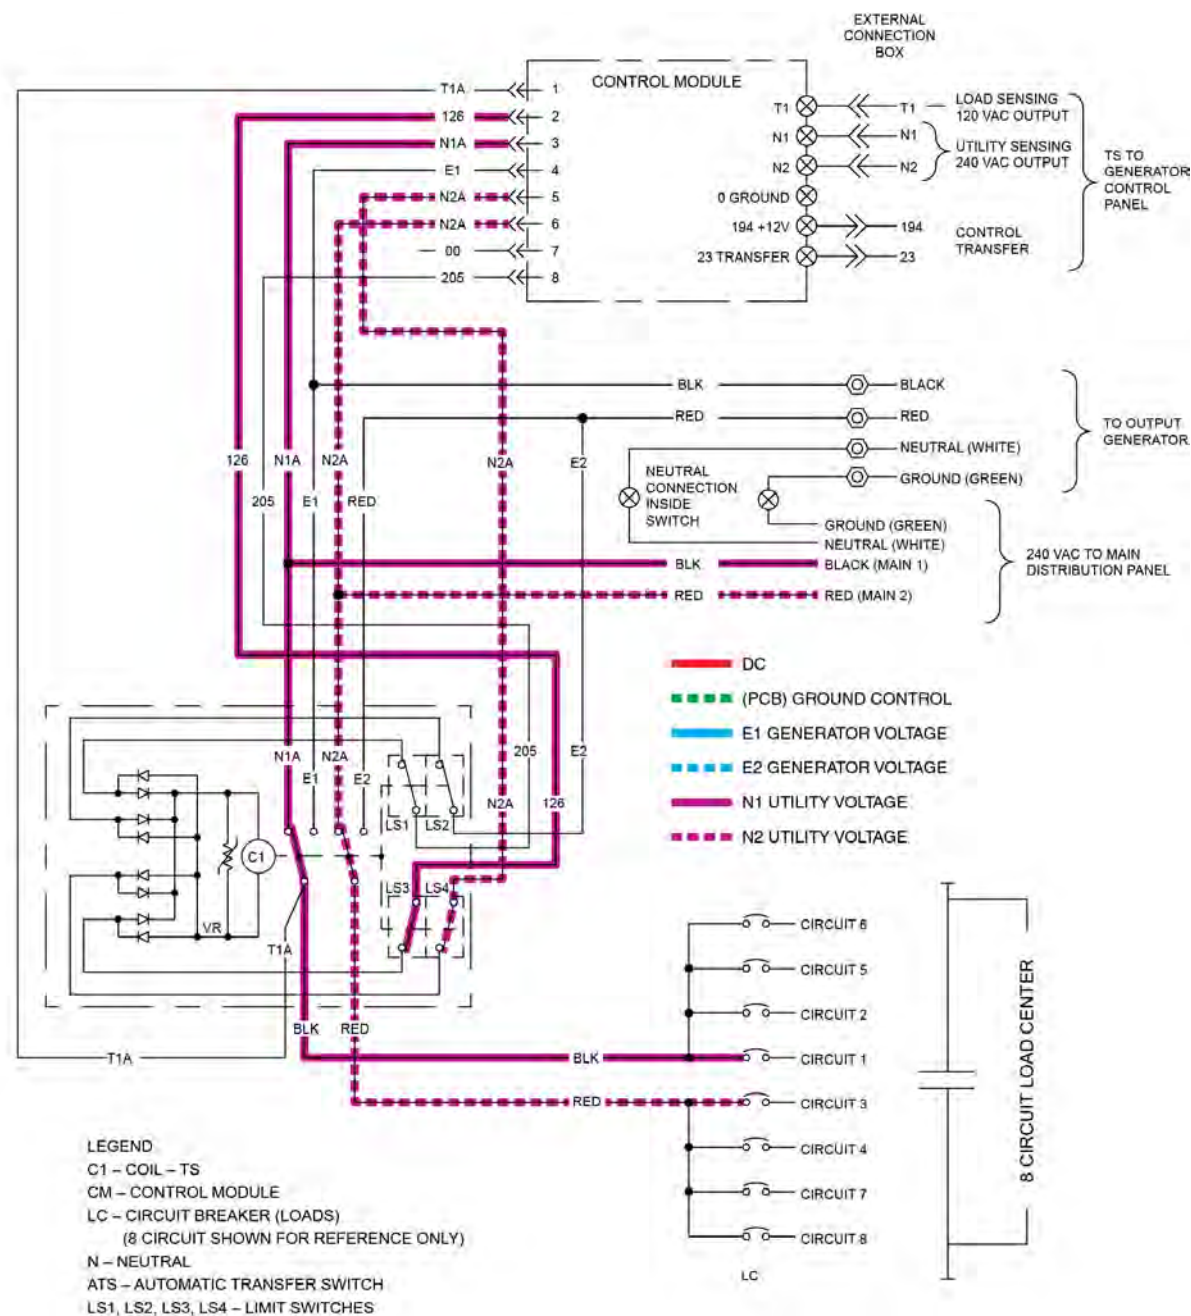 EXTERNAL
CONNECTION
BOX
CONTROL MODULE
T1A 1
126 2
N1A 3
E1 4
N2A 5
N2A 6
00 7
205 8
T1 T1
N1 N1
N2 N2
0 GROUND
194 +12V 194
23 TRANSFER 23
LOAD SENSING
120 VAC OUTPUT
UTILITY SENSING
240 VAC OUTPUT
CONTROL
TRANSFER
TS TO
GENERATOR
CONTROL
PANEL
BLK BLACK
RED RED
NEUTRAL (WHITE)
GROUND (GREEN)
TO OUTPUT
GENERATOR
126 N1A N2A N2A E2
205 E1 RED
NEUTRAL
CONNECTION
INSIDE
SWITCH
GROUND (GREEN)
NEUTRAL (WHITE)
BLK BLACK (MAIN 1)
RED RED (MAIN 2)
240 VAC TO MAIN
DISTRIBUTION PANEL
DC
(PCB) GROUND CONTROL
E1 GENERATOR VOLTAGE
E2 GENERATOR VOLTAGE
N1 UTILITY VOLTAGE
N2 UTILITY VOLTAGE
N1A N2A 205 E2
E1 E2
N2A 126
LS1 LS2
C1
LS3 LS4
VR
T1A
BLK RED
T1A
BLK
RED
CIRCUIT 6
CIRCUIT 5
CIRCUIT 2
CIRCUIT 1
CIRCUIT 3
CIRCUIT 4
CIRCUIT 7
CIRCUIT 8
LC
8 CIRCUIT LOAD CENTER
LEGEND
C1 – COIL – TS
CM – CONTROL MODULE
LC – CIRCUIT BREAKER (LOADS)
(8 CIRCUIT SHOWN FOR REFERENCE ONLY)
N – NEUTRAL
ATS – AUTOMATIC TRANSFER SWITCH
LS1, LS2, LS3, LS4 – LIMIT SWITCHES